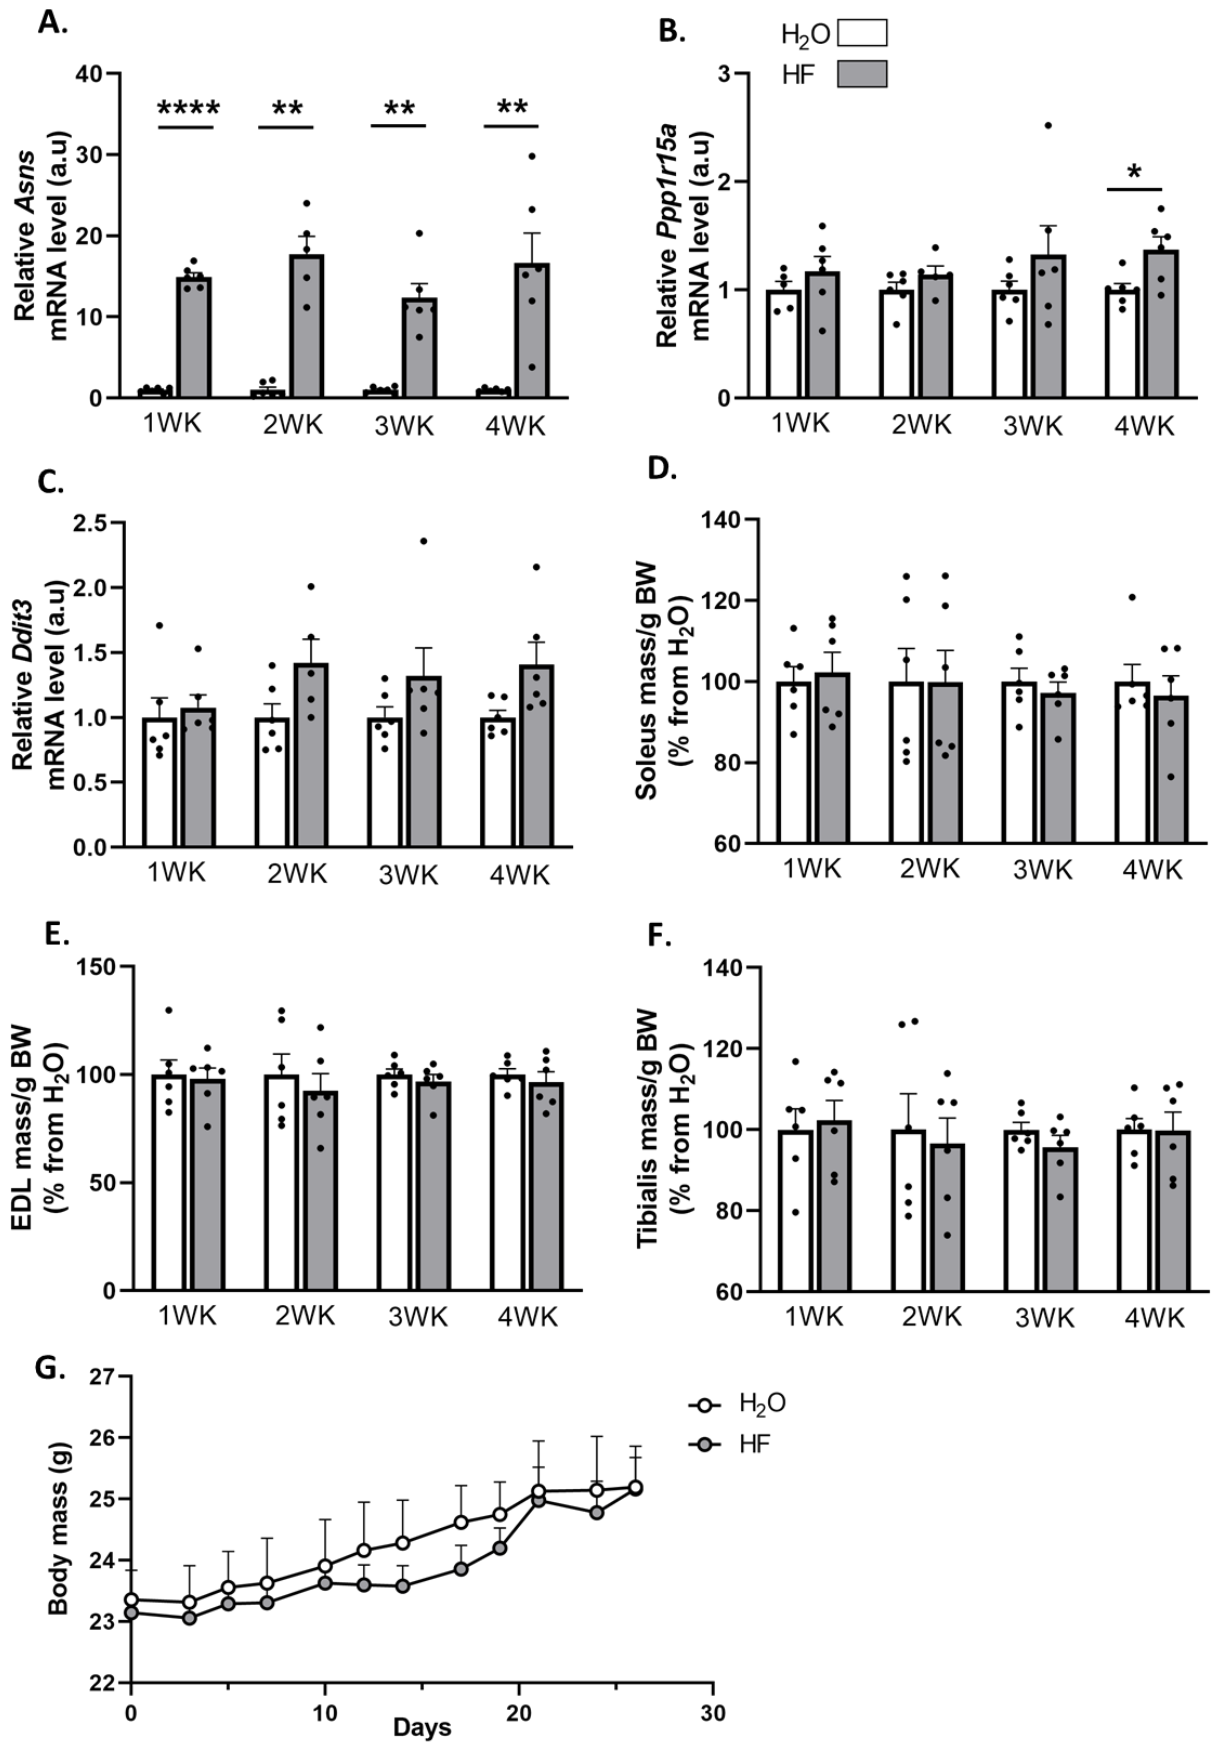 A.
Relative Asns
mRNA level (a.u)
40
30
20
10
0
****
**
**
**
1WK
2WK
3WK
4WK
B.
H₂O
HF
Relative Ppp1r15a
mRNA level (a.u)
3
2
1
0
*
1WK
2WK
3WK
4WK
C.
Relative Ddit3
mRNA level (a.u)
2.5
2.0
1.5
1.0
0.5
0.0
1WK
2WK
3WK
4WK
D.
Soleus mass/g BW
(% from H₂O)
140
120
100
80
60
1WK
2WK
3WK
4WK
E.
EDL mass/g BW
(% from H₂O)
150
100
50
0
1WK
2WK
3WK
4WK
F.
Tibialis mass/g BW
(% from H₂O)
140
120
100
80
60
1WK
2WK
3WK
4WK
G.
Body mass (g)
27
26
25
24
23
22
0
10
20
30
Days
H₂O
HF